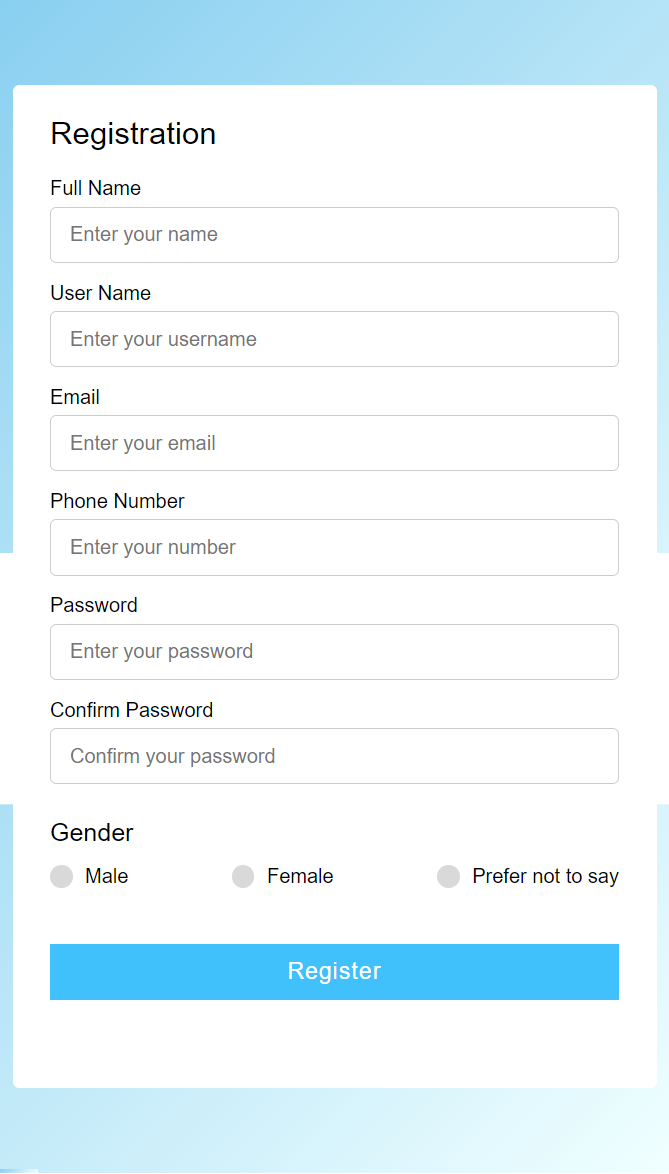 Registration
Full Name
Enter your name
User Name
Enter your username
Email
Enter your email
Phone Number
Enter your number
Password
Enter your password
Confirm Password
Confirm your password
Gender
Male Female Prefer not to say
Register